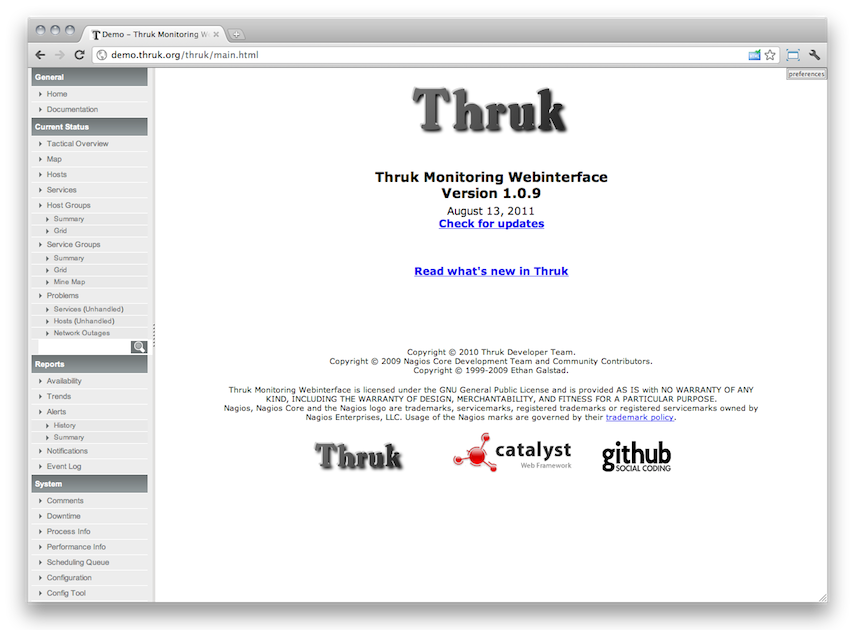 Demo – Thruk Monitoring We
demo.thruk.org/thruk/main.html
preferences
General
Home
Documentation
Current Status
Tactical Overview
Map
Hosts
Services
Host Groups
Summary
Grid
Service Groups
Summary
Grid
Mine Map
Problems
Services (Unhandled)
Hosts (Unhandled)
Network Outages
Reports
Availability
Trends
Alerts
History
Summary
Notifications
Event Log
System
Comments
Downtime
Process Info
Performance Info
Scheduling Queue
Configuration
Config Tool
Thruk
Thruk Monitoring Webinterface
Version 1.0.9
August 13, 2011
Check for updates
Read what's new in Thruk
Copyright © 2010 Thruk Developer Team.
Copyright © 2009 Nagios Core Development Team and Community Contributors.
Copyright © 1999-2009 Ethan Galstad.
Thruk Monitoring Webinterface is licensed under the GNU General Public License and is provided AS IS with NO WARRANTY OF ANY
KIND, INCLUDING THE WARRANTY OF DESIGN, MERCHANTABILITY, AND FITNESS FOR A PARTICULAR PURPOSE.
Nagios, Nagios Core and the Nagios logo are trademarks, servicemarks, registered trademarks or registered servicemarks owned by
Nagios Enterprises, LLC. Usage of the Nagios marks are governed by their trademark policy.
Thruk
catalyst
Web Framework
github
SOCIAL CODING